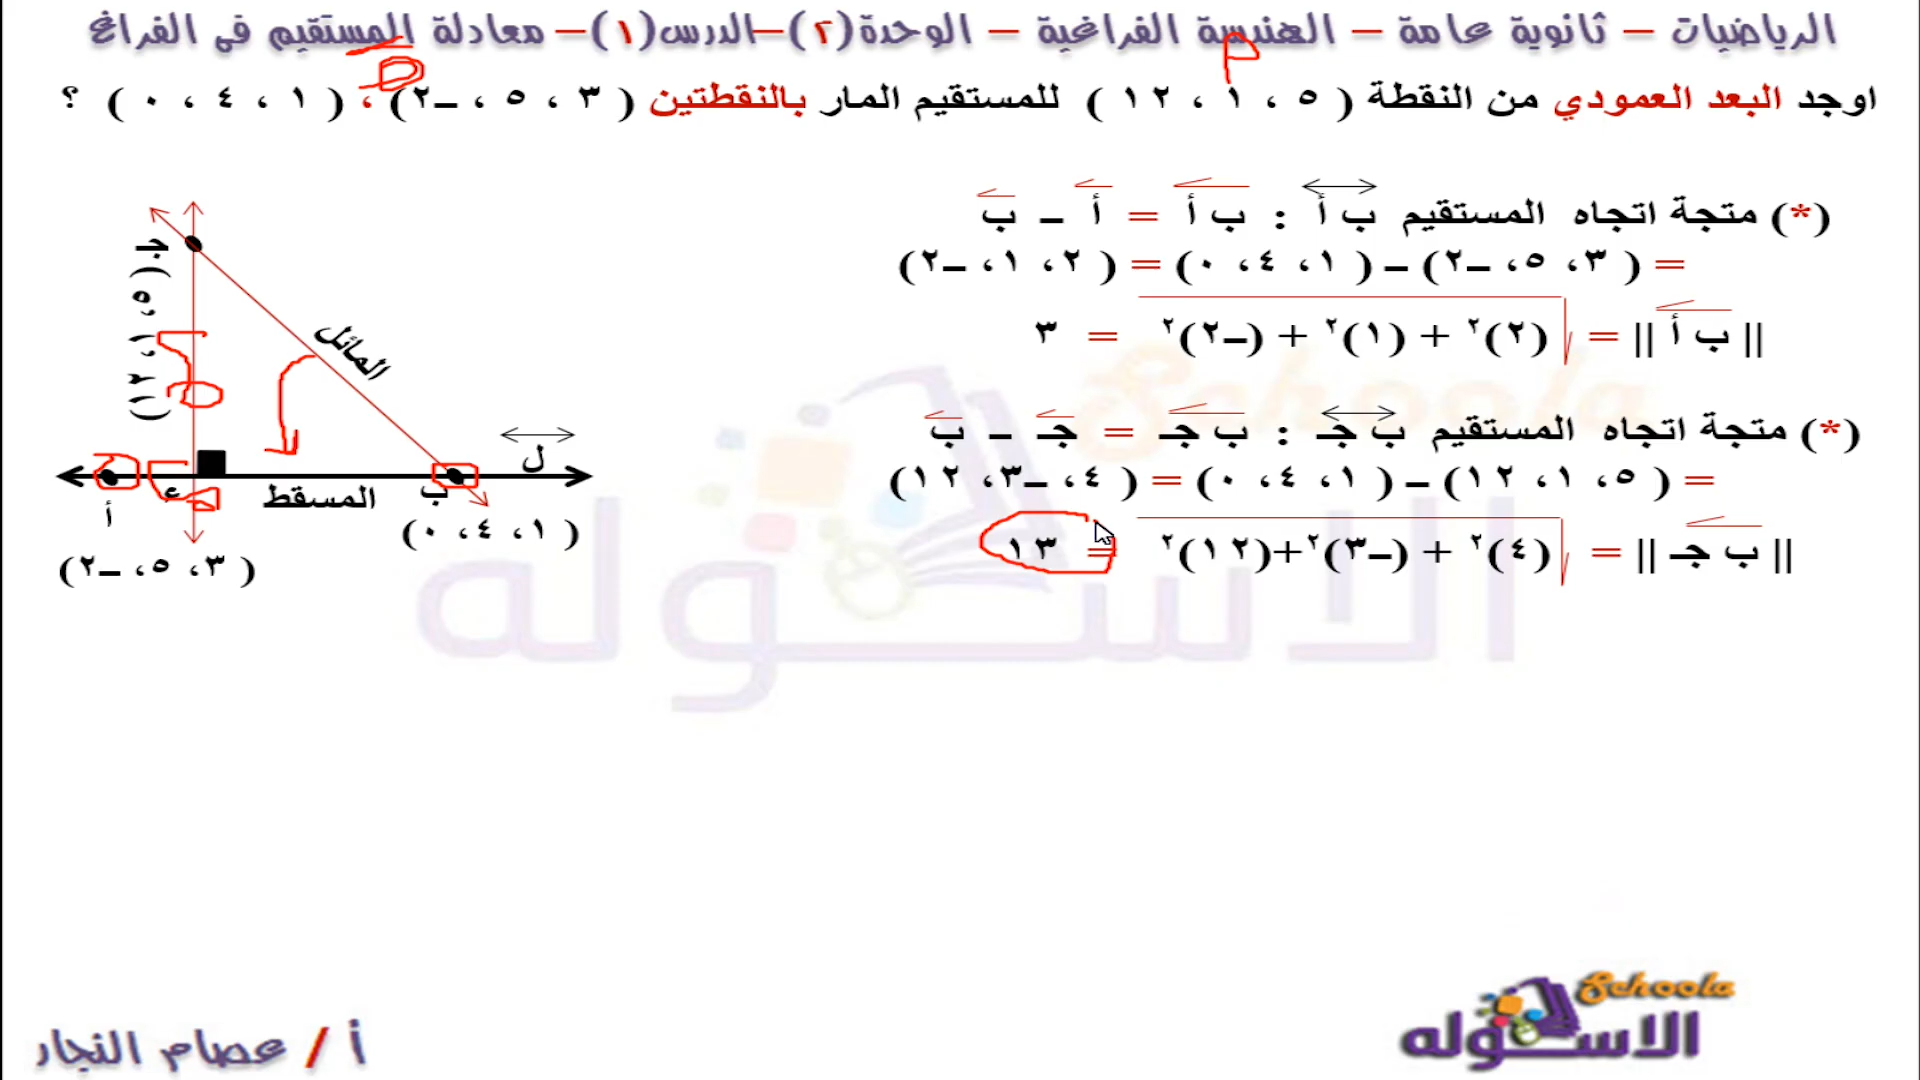 الرياضيات – ثانوية عامة – الهندسة الفراغية – الوحدة(٢)–الدرس(١)– معادلة المستقيم فى الفراغ
اوجد البعد العمودي من النقطة ( ٥ ، ١ ، ١٢ ) للمستقيم المار بالنقطتين ( ٣ ، ٥ ، –٢) ، ( ١ ، ٤ ، ٠ ) ؟
(*) متجة اتجاه المستقيم ب أ : ب أ = أ – ب
= ( ٣، ٥، –٢) – ( ١ ، ٤ ، ٠) = ( ٢، ١، –٢)
|| ب أ || = √ (٢)٢ + (١)٢ + (–٢)٢ = ٣
(*) متجة اتجاه المستقيم ب جـ : ب جـ = جـ – ب
= ( ٥، ١، ١٢) – ( ١، ٤، ٠) = ( ٤، –٣، ١٢)
|| ب جـ || = √ (٤)٢ + (–٣)٢+(١٢)٢ = ١٣
جـ
(٥، ١، ١٢)
المائل
ل
المسقط
ء
ب
( ١، ٤، ٠ )
أ
( ٣، ٥، –٢)
Schoola
الاسكوله
Schoola
الاسكوله
أ / عصام النجار